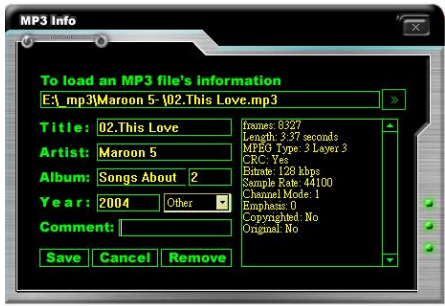 MP3 Info
To load an MP3 file's information
E:\_mp3\Maroon 5- \02.This Love.mp3
Title: 02.This Love
Artist: Maroon 5
Album: Songs About 2
Year: 2004 Other
Comment:
Save Cancel Remove
frames: 8327
Length: 3:37 seconds
MPEG Type: 3 Layer 3
CRC: Yes
Bitrate: 128 kbps
Sample Rate: 44100
Channel Mode: 1
Emphasis: 0
Copyrighted: No
Original: No